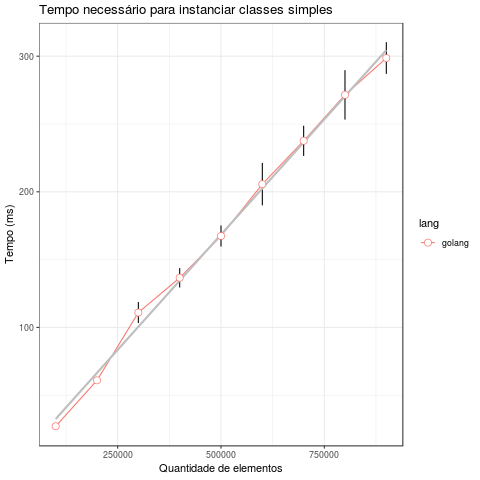 Tempo necessário para instanciar classes simples
300
200
100
Tempo (ms)
250000
500000
750000
Quantidade de elementos
lang
golang